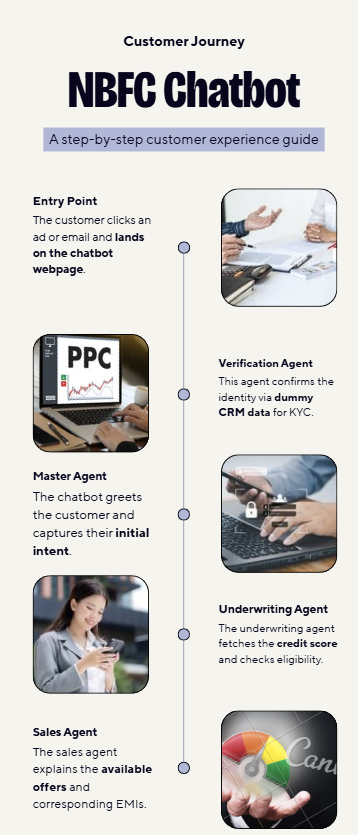 Customer Journey
NBFC Chatbot
A step-by-step customer experience guide
Entry Point
The customer clicks an
ad or email and lands
on the chatbot
webpage.
PPC
Verification Agent
This agent confirms the
identity via dummy
CRM data for KYC.
Master Agent
The chatbot greets
the customer and
captures their initial
intent.
Underwriting Agent
The underwriting agent
fetches the credit score
and checks eligibility.
Sales Agent
The sales agent
explains the available
offers and
corresponding EMIs.
Can